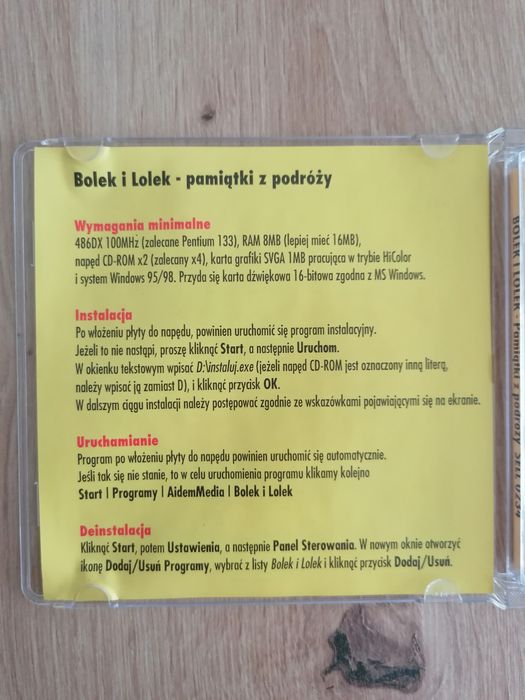 Bolek i Lolek - pamiątki z podróży
Wymagania minimalne
486DX 100MHz (zalecane Pentium 133), RAM 8MB (lepiej mieć 16MB),
napęd CD-ROM x2 (zalecany x4), karta grafiki SVGA 1MB pracująca w trybie HiColor
i system Windows 95/98. Przyda się karta dźwiękowa 16-bitowa zgodna z MS Windows.
Instalacja
Po włożeniu płyty do napędu, powinien uruchomić się program instalacyjny.
Jeżeli to nie nastąpi, proszę kliknąć Start, a następnie Uruchom.
W okienku tekstowym wpisać D:\instaluj.exe (jeżeli napęd CD-ROM jest oznaczony inną literą,
należy wpisać ją zamiast D), i kliknąć przycisk OK.
W dalszym ciągu instalacji należy postępować zgodnie ze wskazówkami pojawiającymi się na ekranie.
Uruchamianie
Program po włożeniu płyty do napędu powinien uruchomić się automatycznie.
Jeśli tak się nie stanie, to w celu uruchomienia programu klikamy kolejno
Start | Programy | AidemMedia | Bolek i Lolek
Deinstalacja
Kliknąć Start, potem Ustawienia, a następnie Panel Sterowania. W nowym oknie otworzyć
ikonę Dodaj/Usuń Programy, wybrać z listy Bolek i Lolek i kliknąć przycisk Dodaj/Usuń.
BOLEK I LOLEK - Pamiątki z podróży